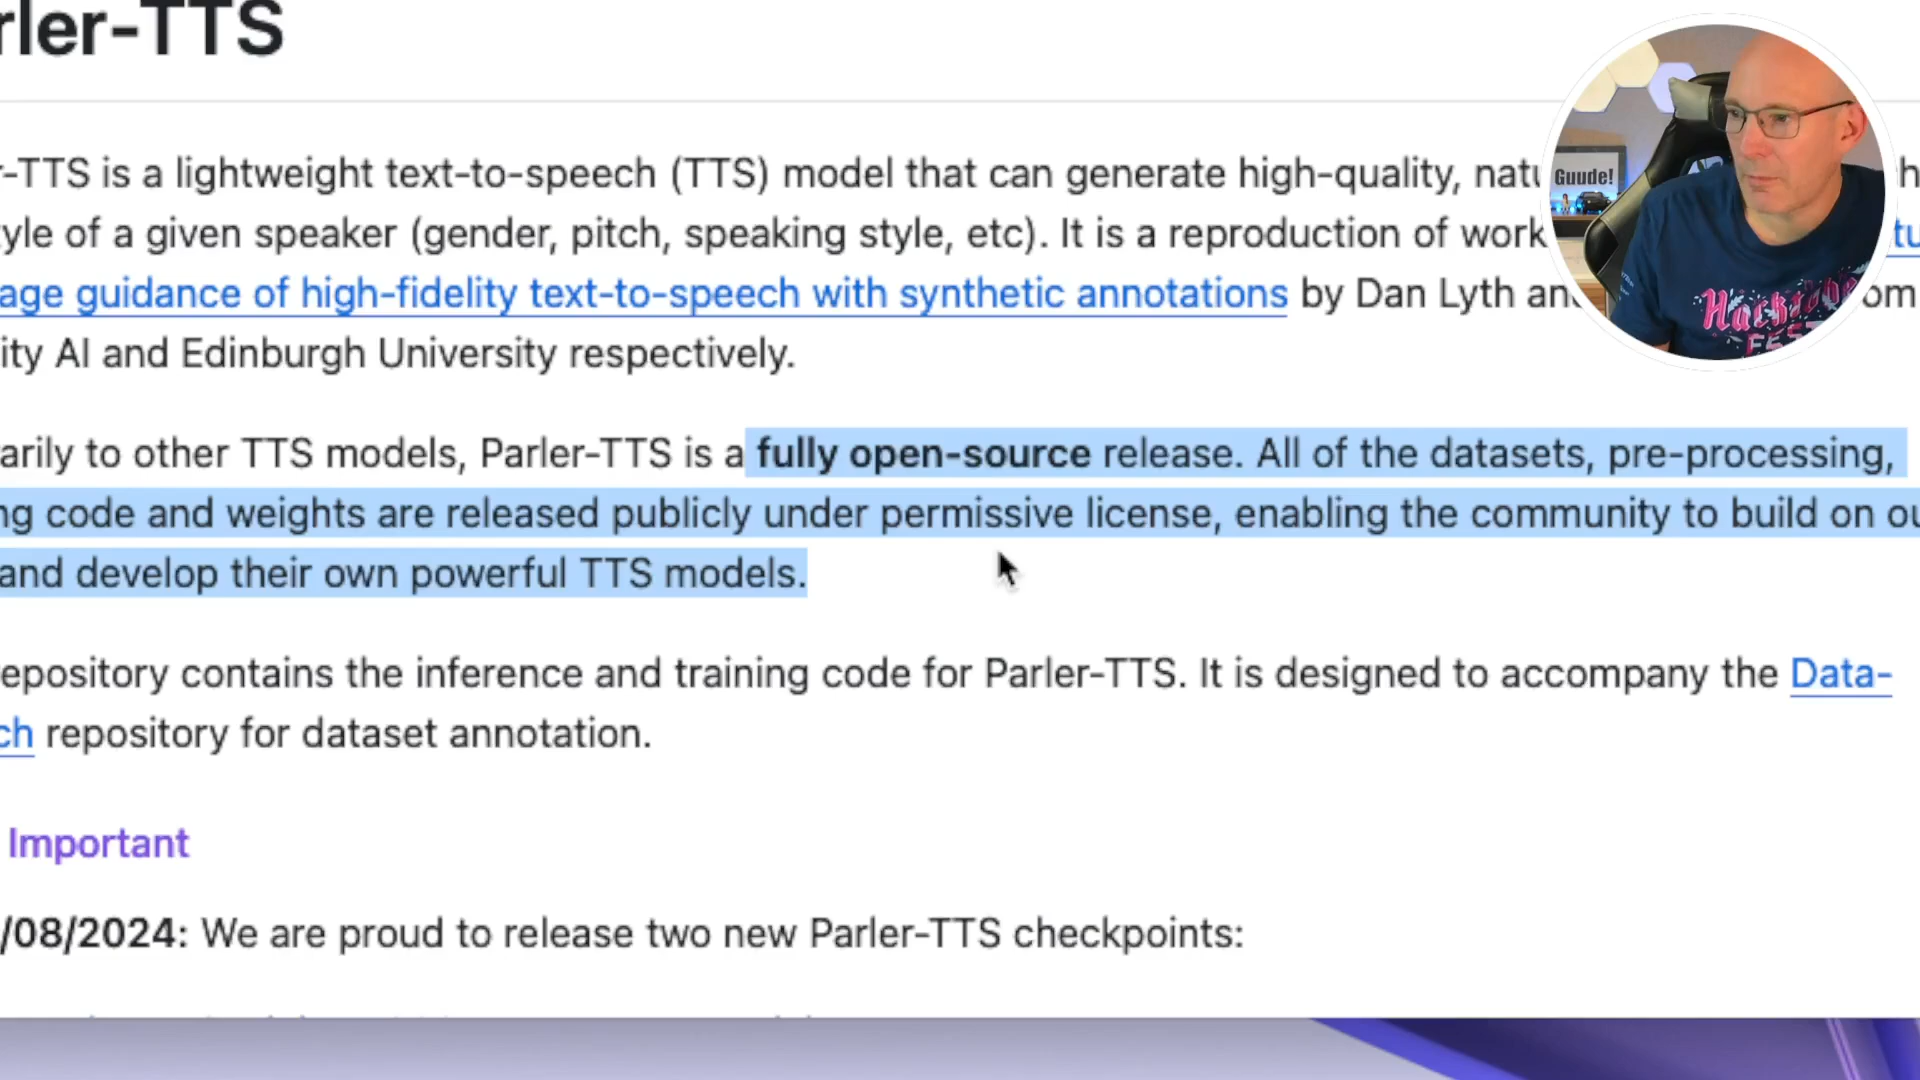 rler-TTS
-TTS is a lightweight text-to-speech (TTS) model that can generate high-quality, natu
yle of a given speaker (gender, pitch, speaking style, etc). It is a reproduction of work
age guidance of high-fidelity text-to-speech with synthetic annotations by Dan Lyth and om
ity AI and Edinburgh University respectively.
arily to other TTS models, Parler-TTS is a fully open-source release. All of the datasets, pre-processing,
ng code and weights are released publicly under permissive license, enabling the community to build on ou
and develop their own powerful TTS models.
epository contains the inference and training code for Parler-TTS. It is designed to accompany the Data-
ch repository for dataset annotation.
Important
/08/2024: We are proud to release two new Parler-TTS checkpoints:
Guude!